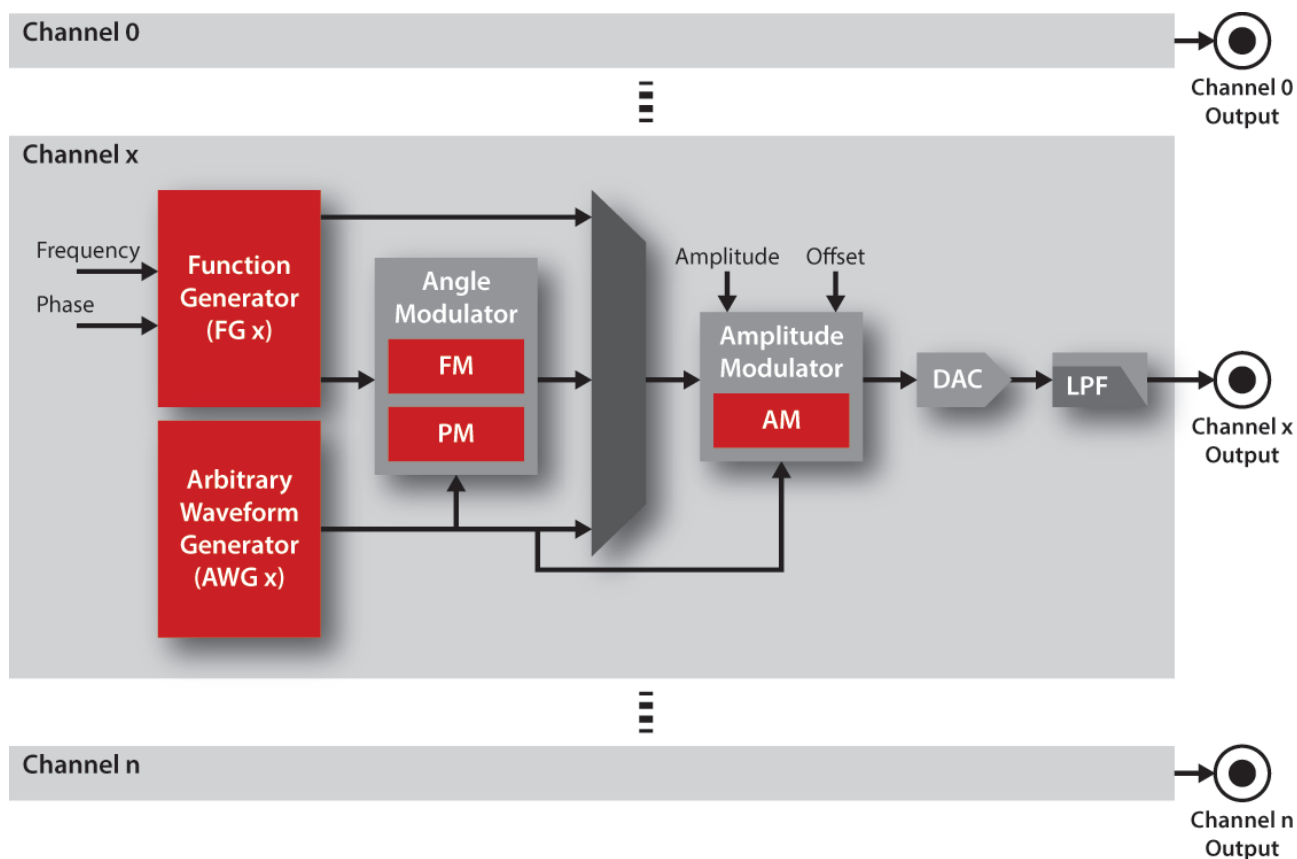 Channel 0
Channel 0
Output
Channel x
Frequency
Phase
Function
Generator
(FG x)
Angle
Modulator
FM
PM
Amplitude
Offset
Amplitude
Modulator
AM
DAC
LPF
Channel x
Output
Arbitrary
Waveform
Generator
(AWG x)
Channel n
Channel n
Output